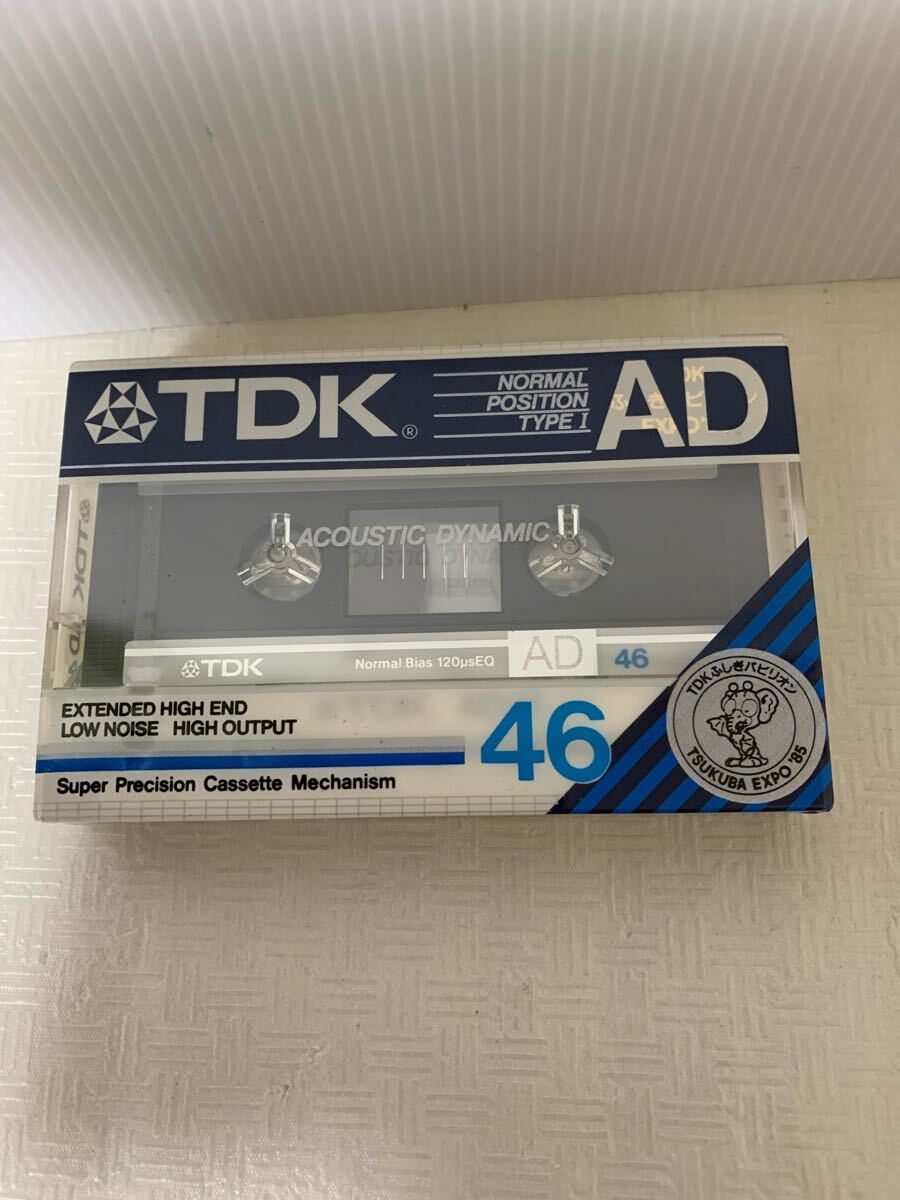 TDK®
NORMAL
POSITION
TYPE I
AD
ACOUSTIC DYNAMIC
TDK
Normal Bias 120μsEQ
AD
46
EXTENDED HIGH END
LOW NOISE HIGH OUTPUT
46
Super Precision Cassette Mechanism
TDKふしぎパビリオン
TSUKUBA EXPO '85
TDK